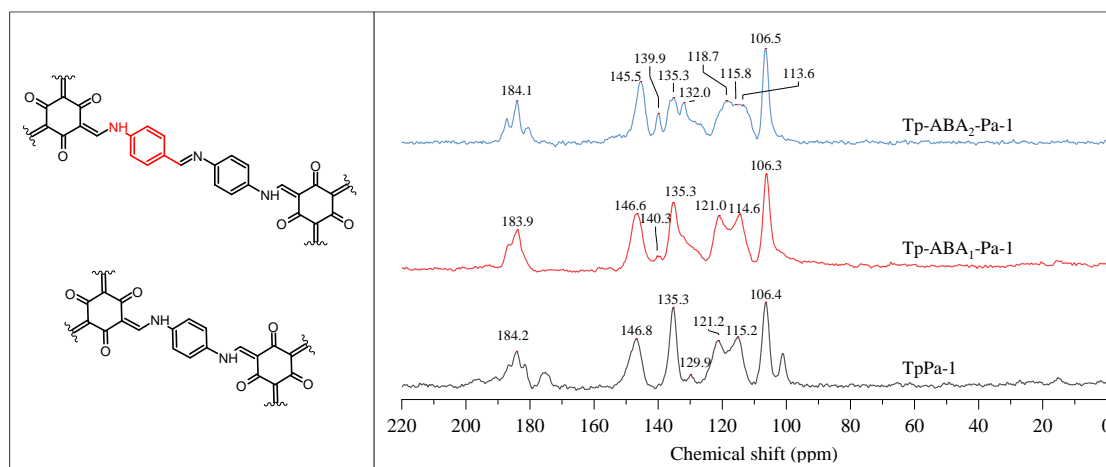 O
O
O
NH
N
N
H
O
O
O
O
O
O
NH
NH
O
O
O
106.5
118.7
115.8
113.6
139.9
135.3
132.0
145.5
184.1
Tp-ABA2-Pa-1
106.3
146.6
140.3
135.3
121.0
114.6
183.9
Tp-ABA1-Pa-1
106.4
135.3
121.2
115.2
146.8
184.2
129.9
TpPa-1
220 200 180 160 140 120 100 80 60 40 20 0
Chemical shift (ppm)